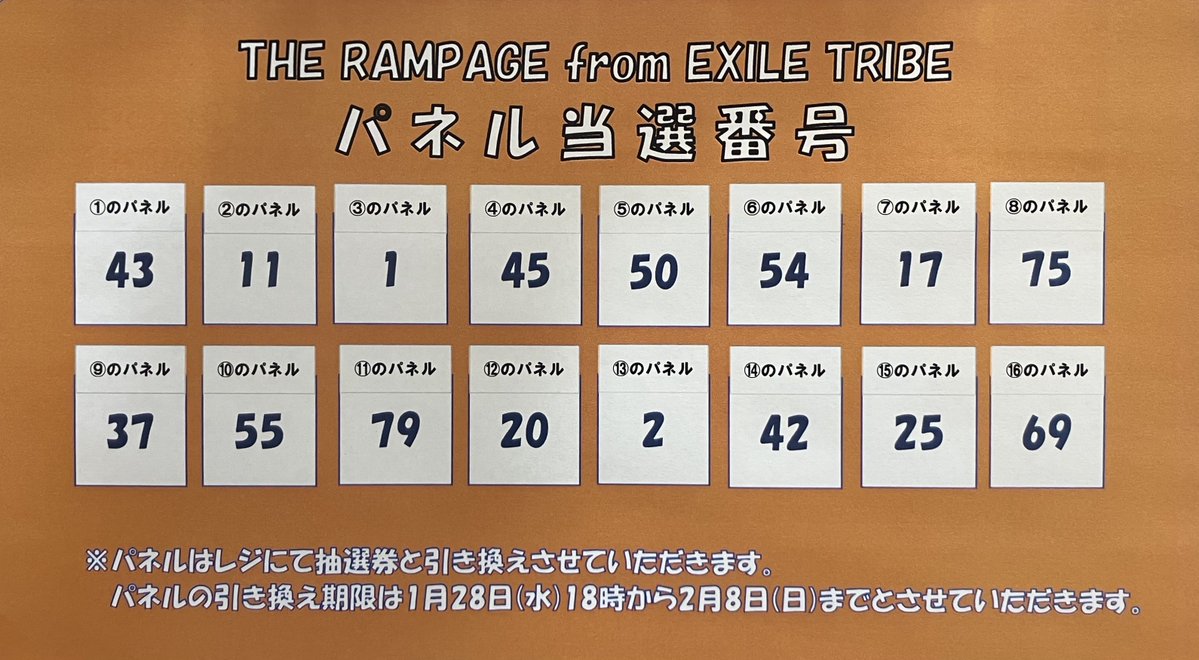 THE RAMPAGE from EXILE TRIBE
パネル当選番号
①のパネル ②のパネル ③のパネル ④のパネル ⑤のパネル ⑥のパネル ⑦のパネル ⑧のパネル
43 11 1 45 50 54 17 75
⑨のパネル ⑩のパネル ⑪のパネル ⑫のパネル ⑬のパネル ⑭のパネル ⑮のパネル ⑯のパネル
37 55 79 20 2 42 25 69
※パネルはレジにて抽選券と引き換えさせていただきます。
パネルの引き換え期限は1月28日(水)18時から2月8日(日)までとさせていただきます。